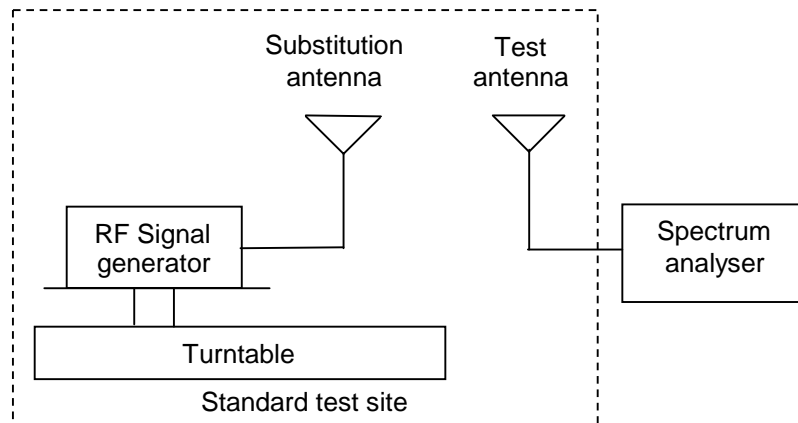 Substitution
antenna
Test
antenna
RF Signal
generator
Spectrum
analyser
Turntable
Standard test site